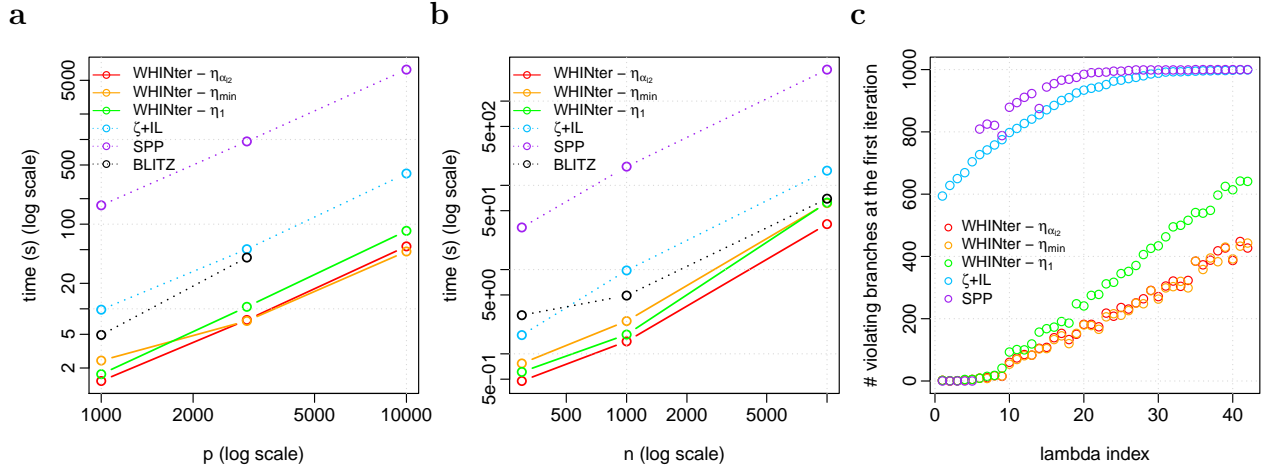 a
time (s) (log scale)
5000
500
100
20
5
2
WHINter − ηαl2
WHINter − ηmin
WHINter − η1
ζ+IL
SPP
BLITZ
1000
2000
5000
10000
p (log scale)
b
time (s) (log scale)
5e+02
5e+01
5e+00
5e−01
WHINter − ηαl2
WHINter − ηmin
WHINter − η1
ζ+IL
SPP
BLITZ
500
1000
2000
5000
n (log scale)
c
# violating branches at the first iteration
1000
800
600
400
200
0
WHINter − ηαl2
WHINter − ηmin
WHINter − η1
ζ+IL
SPP
0
10
20
30
40
lambda index